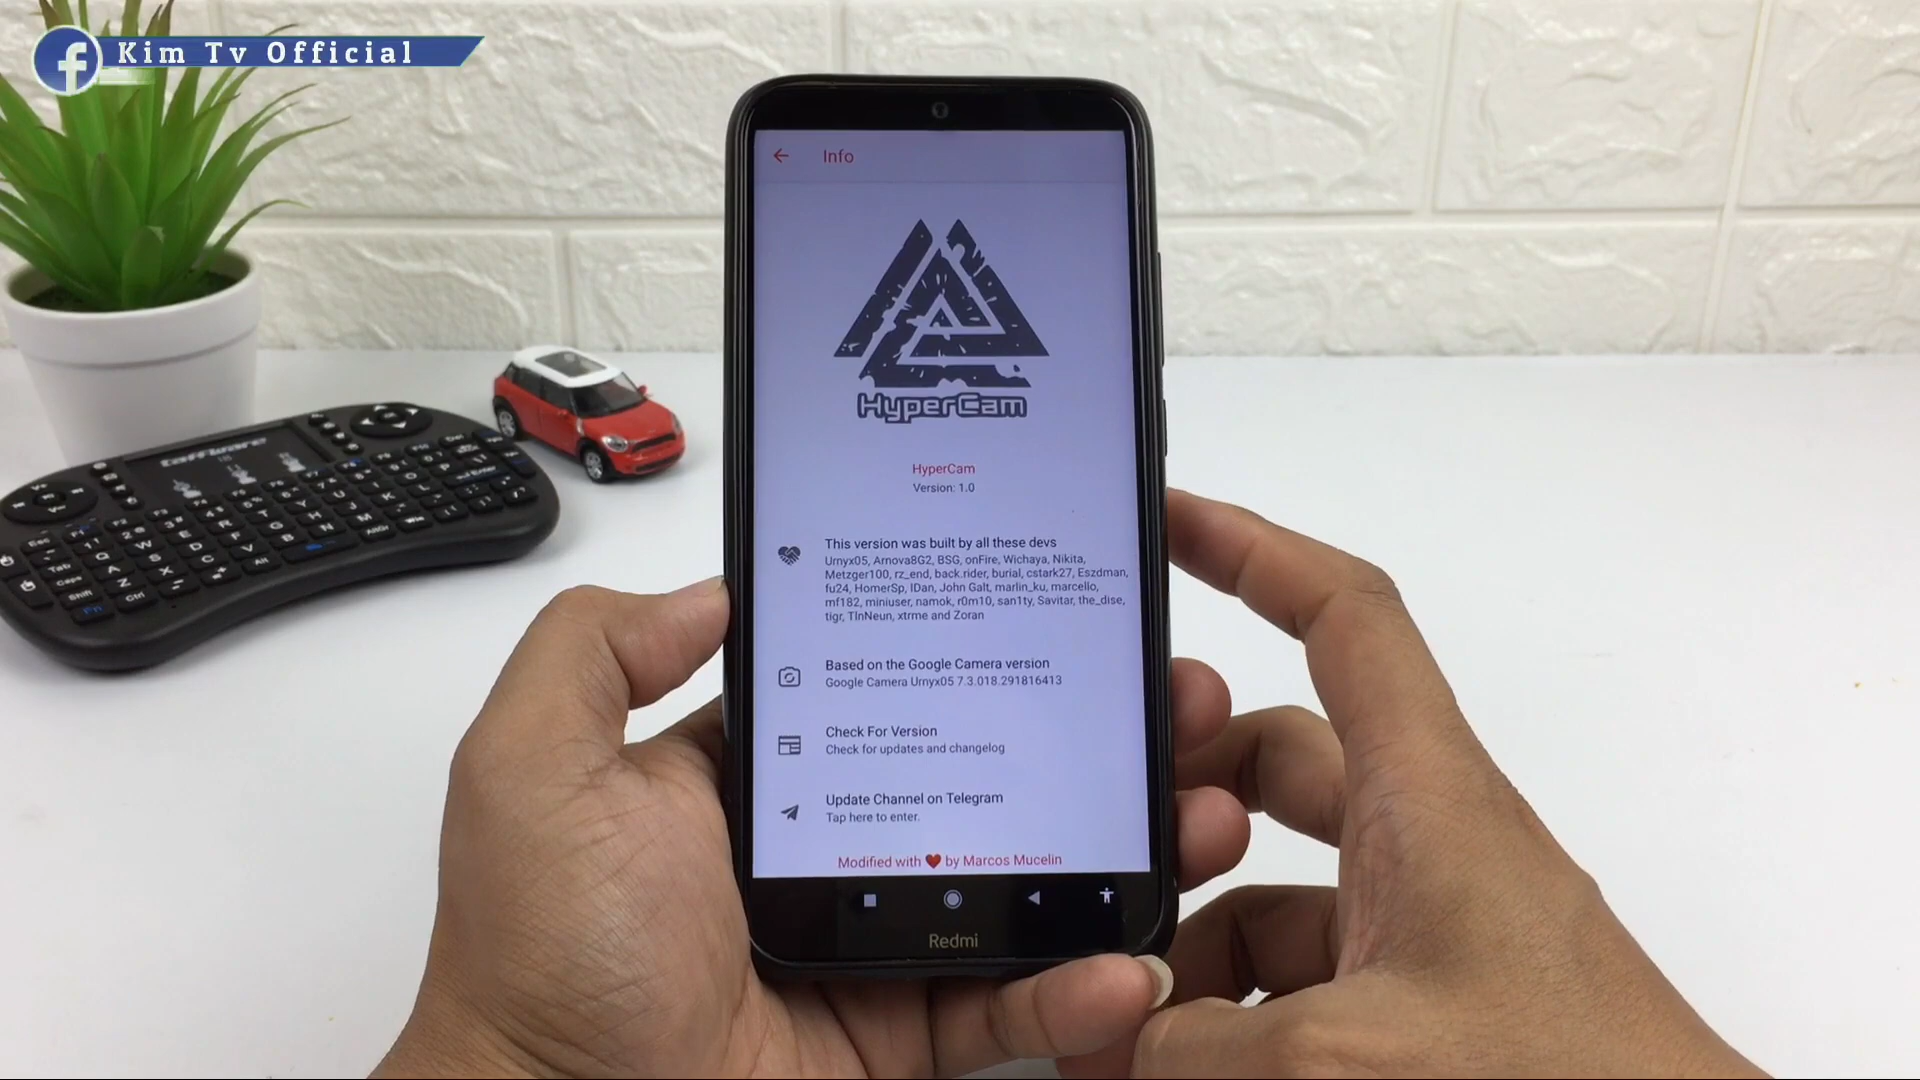 Kim Tv Official
Info
HyperCam
HyperCam
Version: 1.0
This version was built by all these devs
Urnyx05, Arnova8G2, BSG, onFire, Wichaya, Nikita,
Metzger100, rz_end, back.rider, burial, cstark27, Eszdman,
fu24, HomerSp, IDan, John Galt, marlin_ku, marcello,
mf182, miniuser, namok, r0m10, san1ty, Savitar, the_dise,
tigr, TlnNeun, xtrme and Zoran
Based on the Google Camera version
Google Camera Urnyx05 7.3.018.291816413
Check For Version
Check for updates and changelog
Update Channel on Telegram
Tap here to enter.
Modified with ❤ by Marcos Mucelin
Redmi